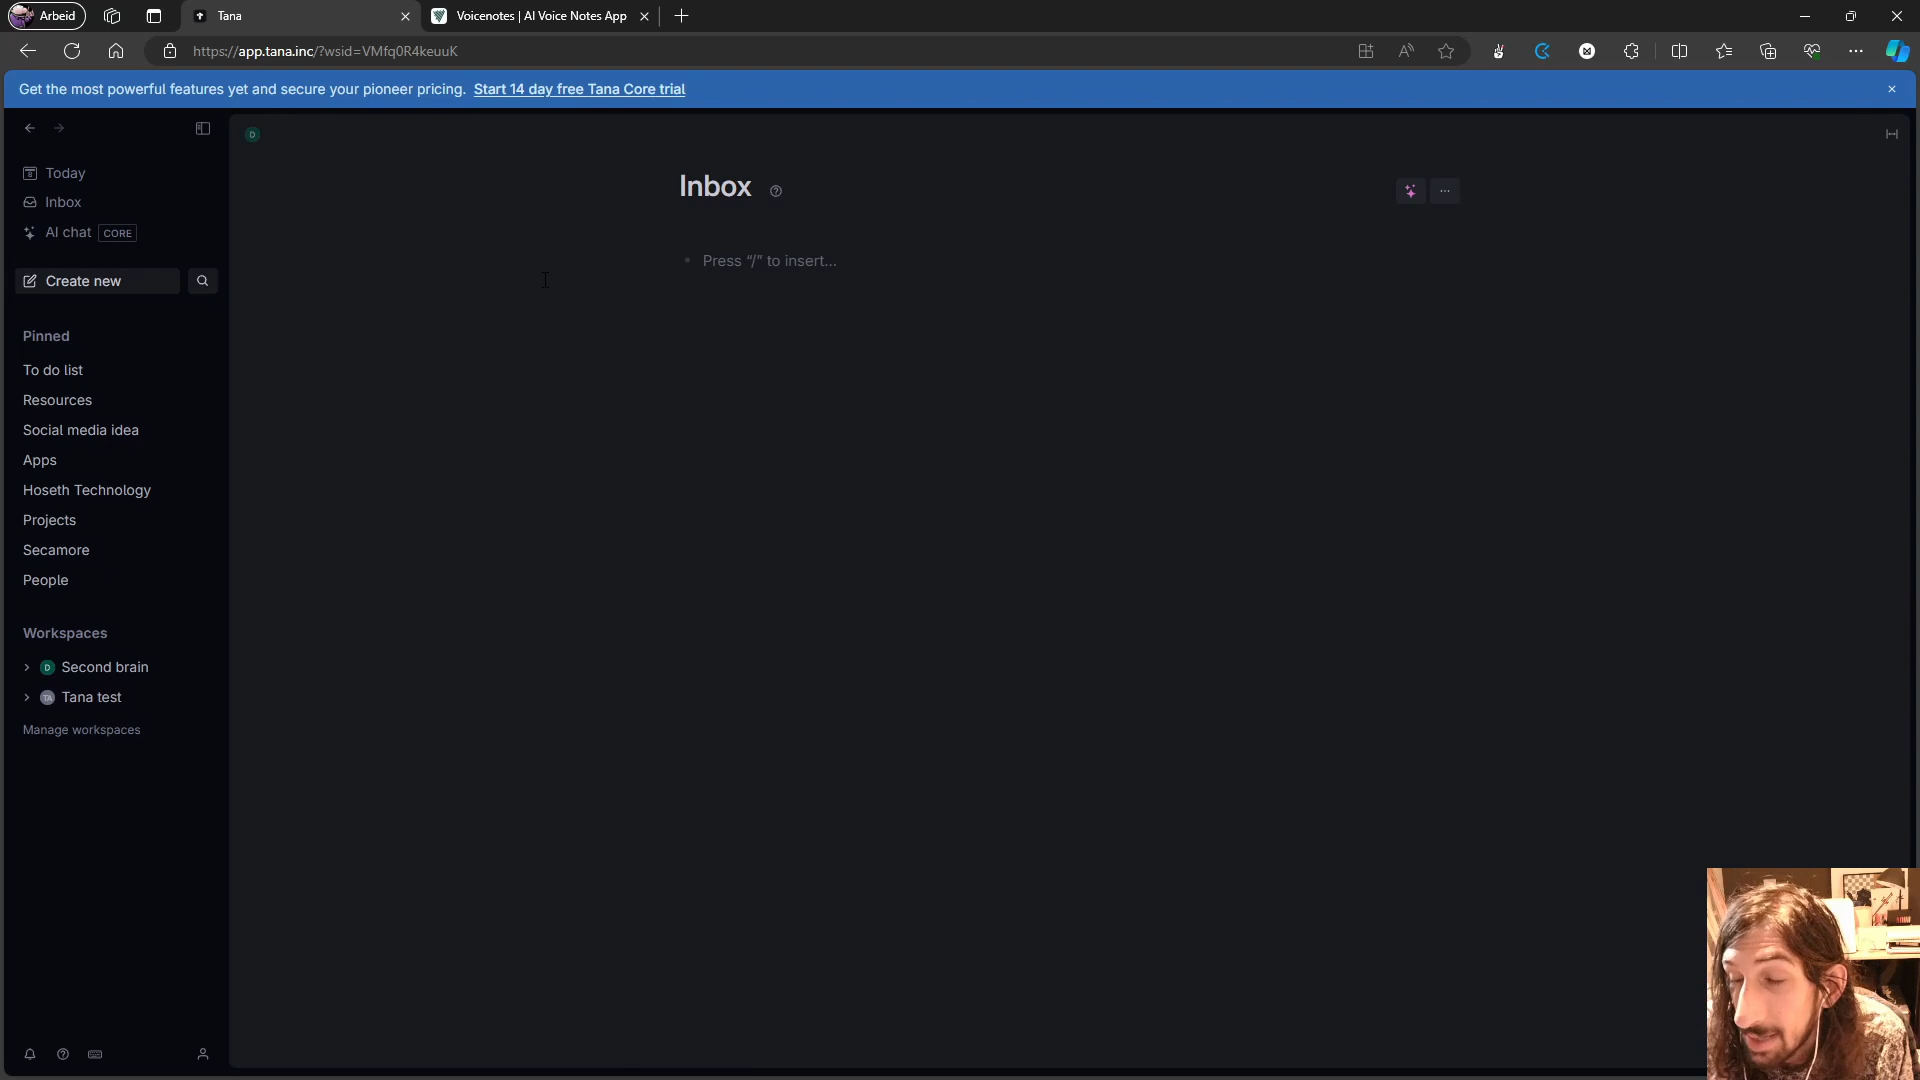 Arbeid
Tana
Voicenotes | AI Voice Notes App
https://app.tana.inc/?wsid=VMfq0R4keuuK
Get the most powerful features yet and secure your pioneer pricing. Start 14 day free Tana Core trial
D
Today
Inbox
AI chat CORE
Create new
Pinned
To do list
Resources
Social media idea
Apps
Hoseth Technology
Projects
Secamore
People
Workspaces
D Second brain
TA Tana test
Manage workspaces
Inbox
Press “/” to insert...